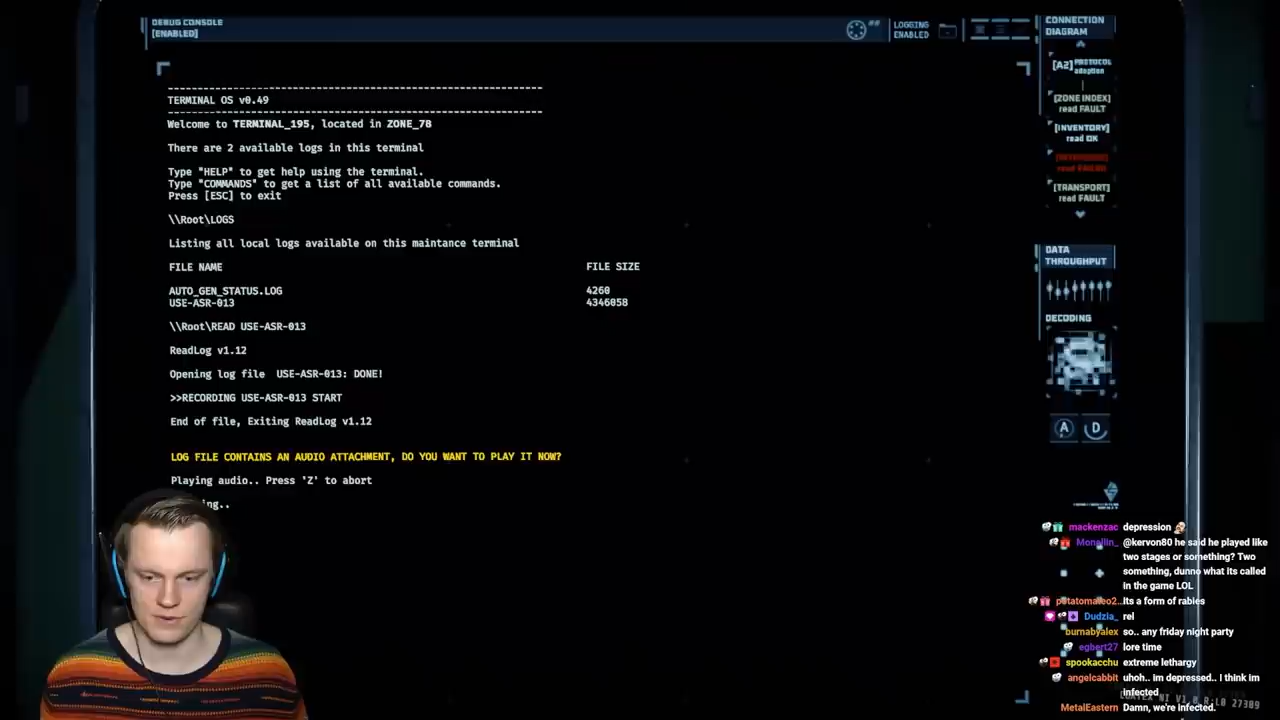 DEBUG CONSOLE
[ENABLED]
LOGGING
ENABLED
CONNECTION
DIAGRAM
[A2] PROTOCOL
adaption
[ZONE INDEX]
read FAULT
[INVENTORY]
read OK
[TRANSPORT]
read FAULT
DATA
THROUGHPUT
DECODING
A D
TERMINAL OS v0.49
Welcome to TERMINAL_195, located in ZONE_78
There are 2 available logs in this terminal
Type "HELP" to get help using the terminal.
Type "COMMANDS" to get a list of all available commands.
Press [ESC] to exit
\\Root\LOGS
Listing all local logs available on this maintance terminal
FILE NAME FILE SIZE
AUTO_GEN_STATUS.LOG 4260
USE-ASR-013 4346058
\\Root\READ USE-ASR-013
ReadLog v1.12
Opening log file USE-ASR-013: DONE!
>>RECORDING USE-ASR-013 START
End of file, Exiting ReadLog v1.12
LOG FILE CONTAINS AN AUDIO ATTACHMENT, DO YOU WANT TO PLAY IT NOW?
Playing audio.. Press 'Z' to abort
mackenzac depression
@kervon80 he said he played like
two stages or something? Two
something, dunno what its called
in the game LOL
its a form of rabies
Dudzia_ rel
burnabyalex so.. any friday night party
egbert27 lore time
spookacchu extreme lethargy
angelcabbit uhoh.. im depressed.. I think im
infected
MetalEastern Damn, we're infected.